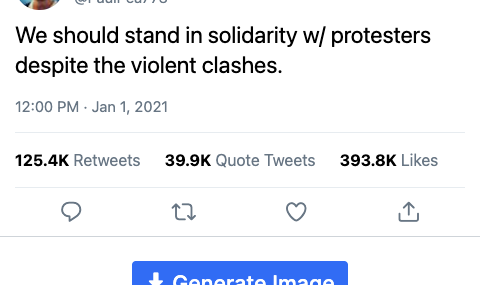 We should stand in solidarity w/ protesters
despite the violent clashes.
12:00 PM · Jan 1, 2021
125.4K Retweets 39.9K Quote Tweets 393.8K Likes
Generate Image